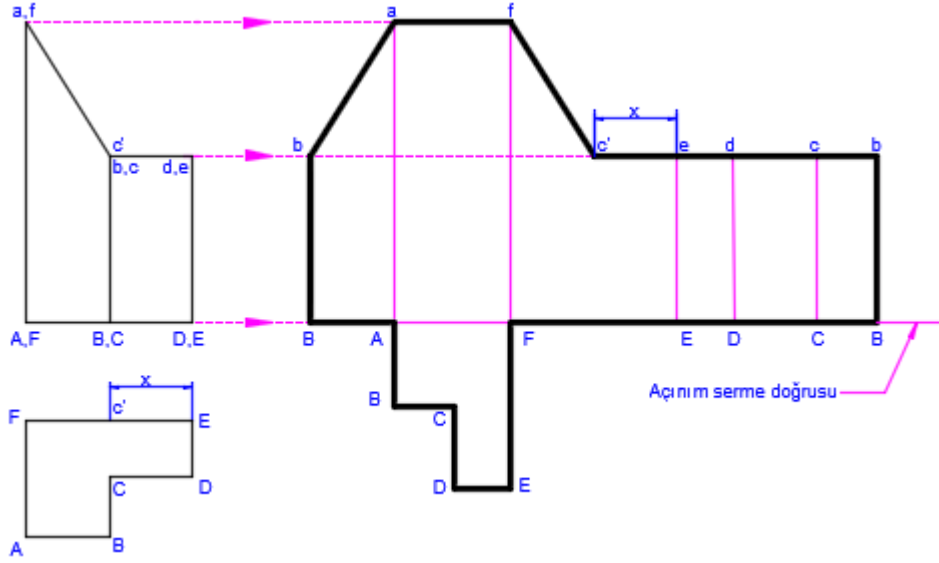 a,f
a
f
x
c'
b
c'
e
d
c
b
b,c
d,e
A,F
B,C
D,E
B
A
F
E
D
C
B
Açınım serme doğrusu
x
B
F
c'
E
C
C
D
D
E
A
B